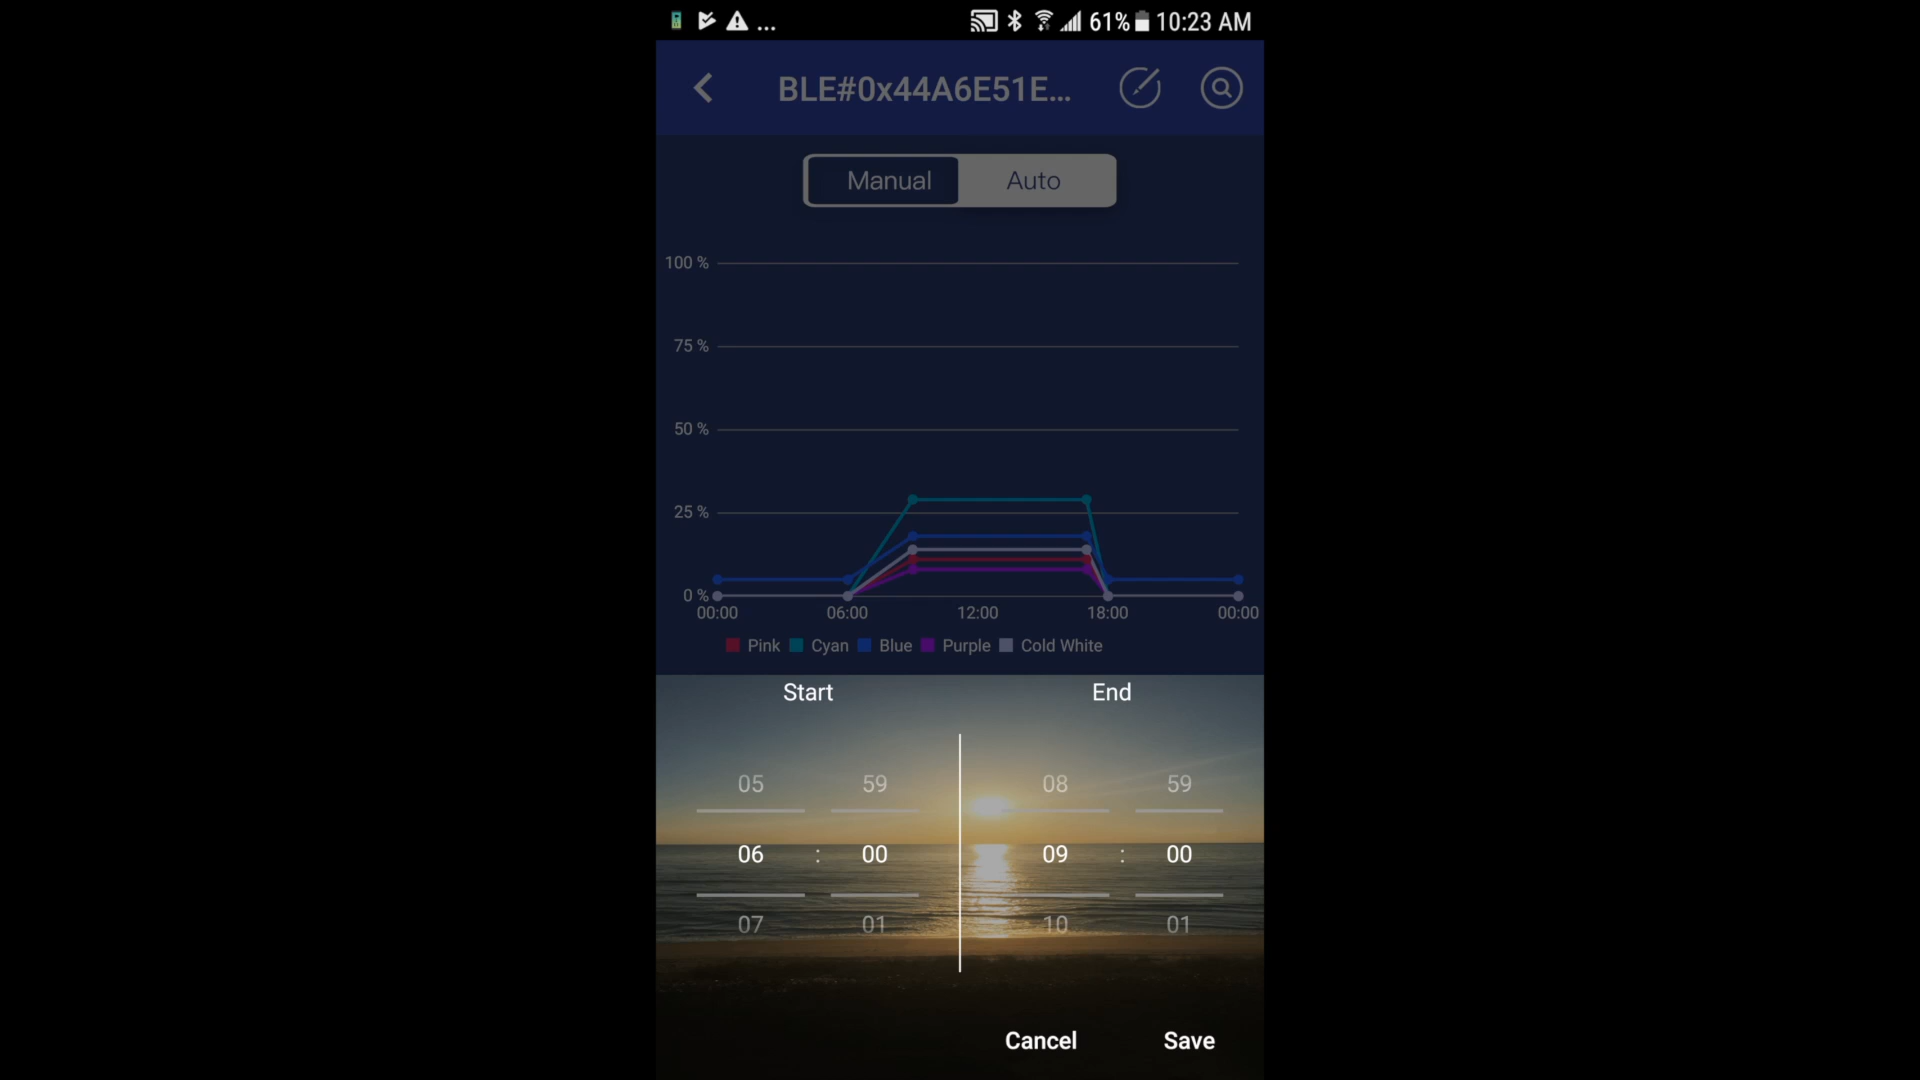 ... 61% 10:23 AM
BLE#0x44A6E51E...
Manual Auto
100 %
75 %
50 %
25 %
0 %
00:00 06:00 12:00 18:00 00:00
Pink Cyan Blue Purple Cold White
Start End
05 59 08 59
06 : 00 09 : 00
07 01 10 01
Cancel Save